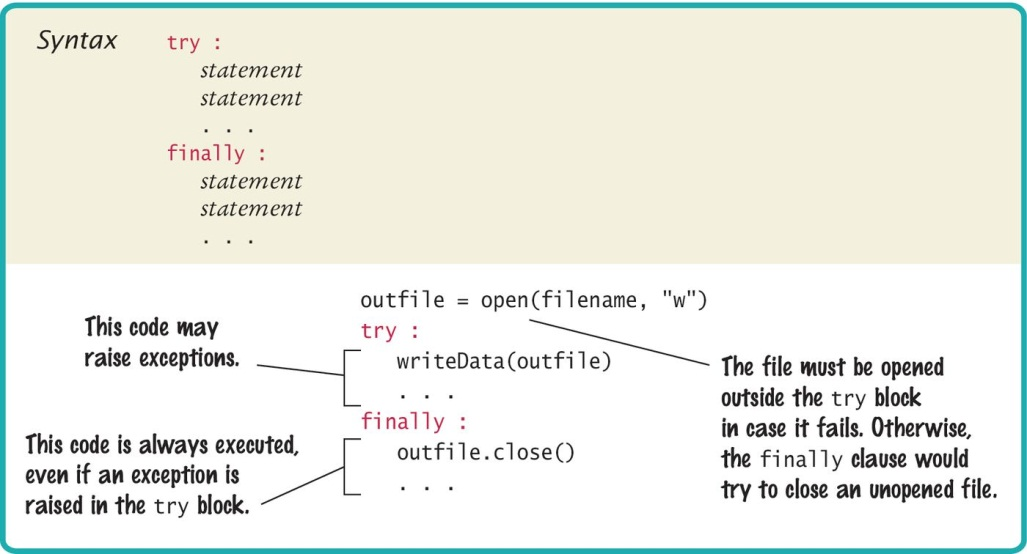 Syntax
try :
statement
statement
. . .
finally :
statement
statement
. . .
outfile = open(filename, "w")
try :
writeData(outfile)
. . .
finally :
outfile.close()
. . .
This code may
raise exceptions.
This code is always executed,
even if an exception is
raised in the try block.
The file must be opened
outside the try block
in case it fails. Otherwise,
the finally clause would
try to close an unopened file.